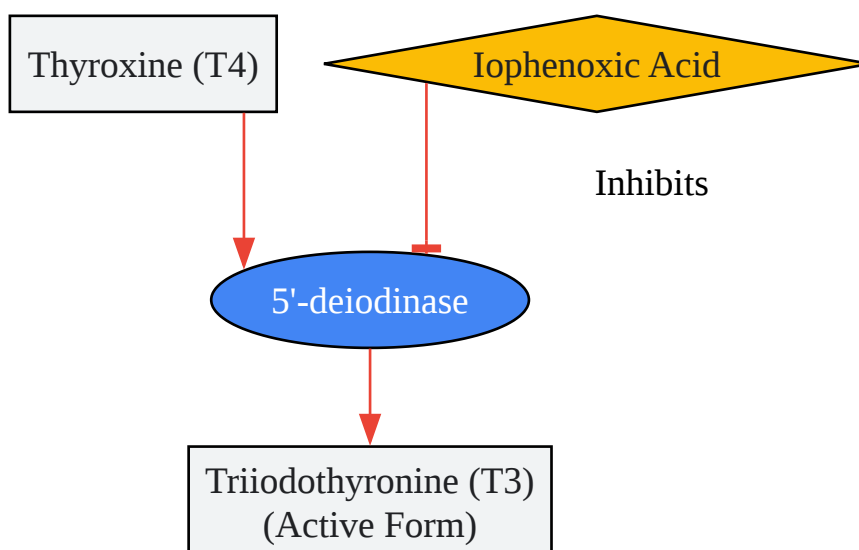 Thyroxine (T4)
Iophenoxic Acid
Inhibits
5'-deiodinase
Triiodothyronine (T3)
(Active Form)